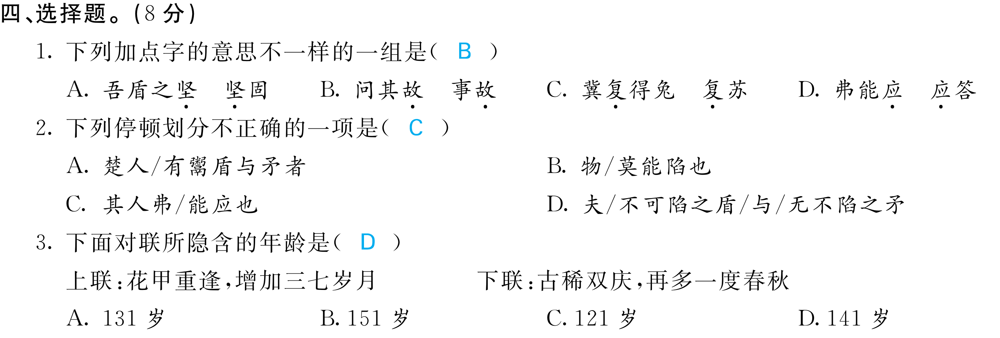 四、选择题。(8 分)
1. 下列加点字的意思不一样的一组是( B )
A. 吾盾之坚 坚固 B. 问其故 事故 C. 冀复得兔 复苏 D. 弗能应 应答
2. 下列停顿划分不正确的一项是( C )
A. 楚人/有鬻盾与矛者 B. 物/莫能陷也
C. 其人弗/能应也 D. 夫/不可陷之盾/与/无不陷之矛
3. 下面对联所隐含的年龄是( D )
上联:花甲重逢,增加三七岁月 下联:古稀双庆,再多一度春秋
A. 131 岁 B. 151 岁 C. 121 岁 D. 141 岁